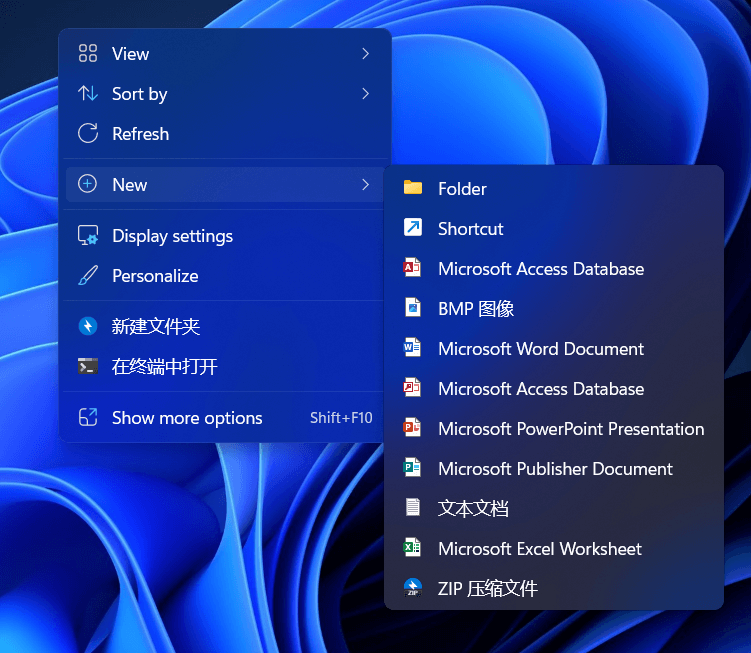 View
Sort by
Refresh
New
Display settings
Personalize
新建文件夹
在终端中打开
Show more options Shift+F10
Folder
Shortcut
Microsoft Access Database
BMP 图像
Microsoft Word Document
Microsoft Access Database
Microsoft PowerPoint Presentation
Microsoft Publisher Document
文本文档
Microsoft Excel Worksheet
ZIP 压缩文件